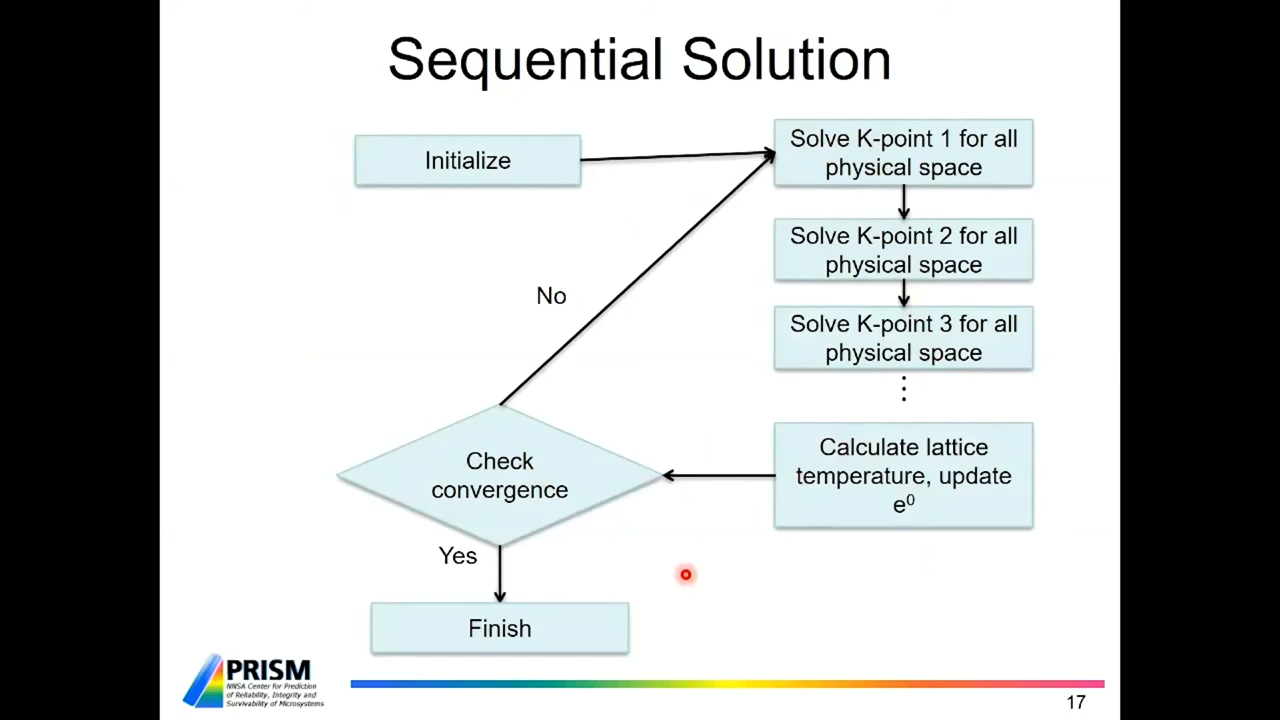 Sequential Solution
Initialize
Solve K-point 1 for all
physical space
Solve K-point 2 for all
physical space
No
Solve K-point 3 for all
physical space
⋮
Calculate lattice
temperature, update
e⁰
Check
convergence
Yes
Finish
PRISM
NNSA Center for Prediction
of Reliability, Integrity and
Survivability of Microsystems
17